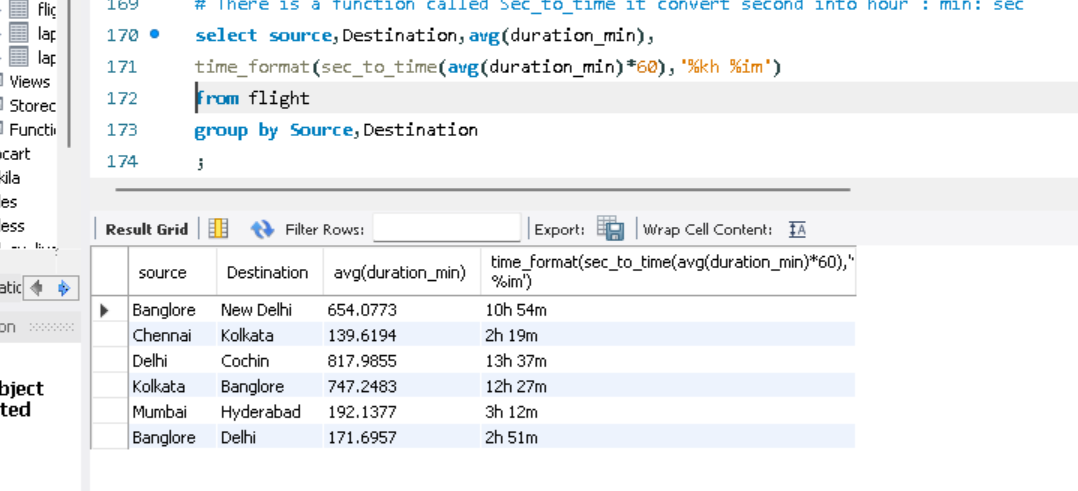 169 # There is a function called Sec_to_time it convert second into hour : min: sec
170 select source,Destination,avg(duration_min),
171 time_format(sec_to_time(avg(duration_min)*60),'%kh %im')
172 from flight
173 group by Source,Destination
174 ;
flig
lap
lap
Views
Storec
Functi
cart
kila
les
less
atic
on
bject
ted
Result Grid Filter Rows: Export: Wrap Cell Content: IA
source Destination avg(duration_min) time_format(sec_to_time(avg(duration_min)*60),'
%im')
Banglore New Delhi 654.0773 10h 54m
Chennai Kolkata 139.6194 2h 19m
Delhi Cochin 817.9855 13h 37m
Kolkata Banglore 747.2483 12h 27m
Mumbai Hyderabad 192.1377 3h 12m
Banglore Delhi 171.6957 2h 51m